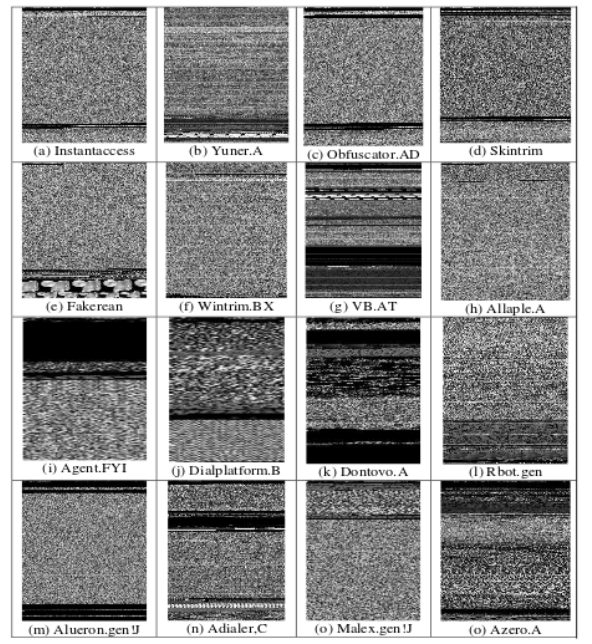 (a) Instantaccess
(b) Yuner.A
(c) Obfuscator.AD
(d) Skintrim
(e) Fakerean
(f) Wintrim.BX
(g) VB.AT
(h) Allaple.A
(i) Agent.FYI
(j) Dialplatform.B
(k) Dontovo.A
(l) Rbot.gen
(m) Alueron.gen!J
(n) Adialer.C
(o) Malex.gen!J
(o) Azero.A